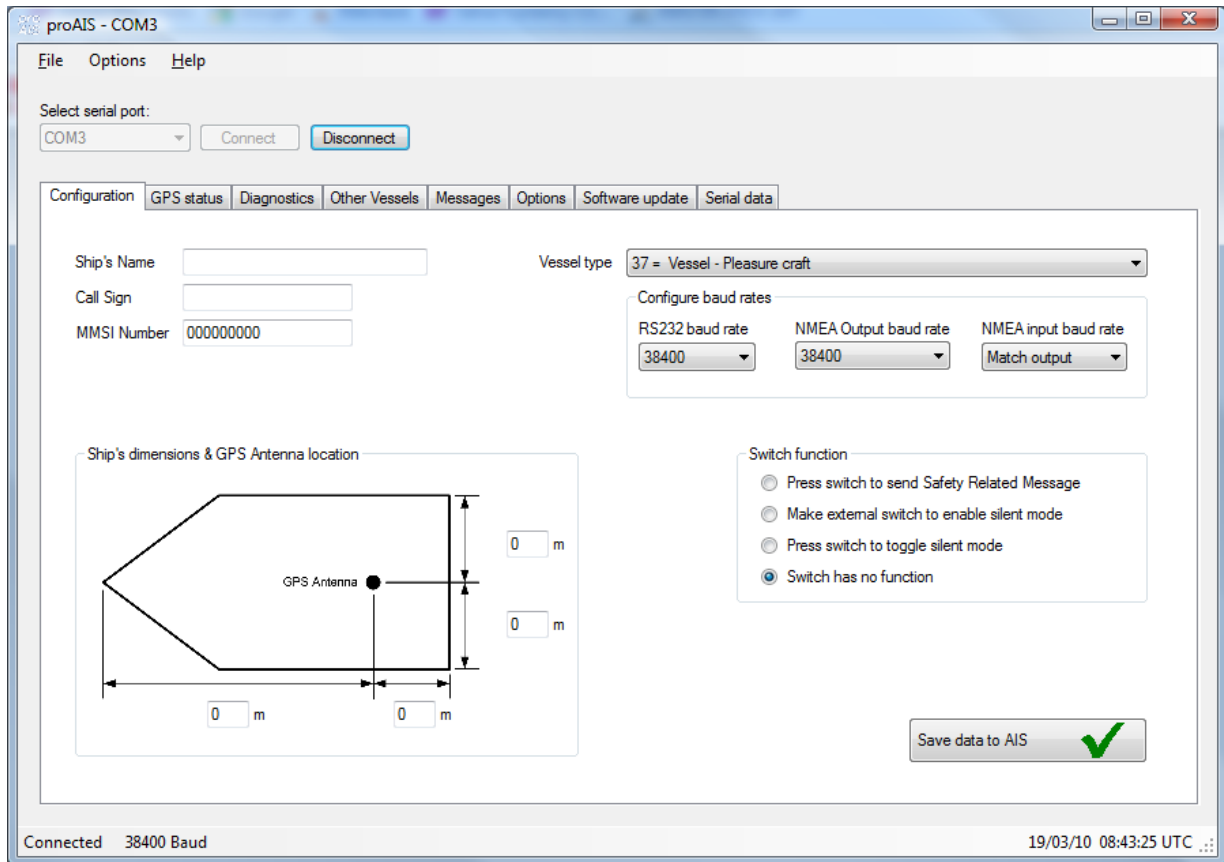 proAIS - COM3
File Options Help
Select serial port:
COM3 Connect Disconnect
Configuration GPS status Diagnostics Other Vessels Messages Options Software update Serial data
Ship's Name
Vessel type 37 = Vessel - Pleasure craft
Call Sign
MMSI Number 000000000
Configure baud rates
RS232 baud rate NMEA Output baud rate NMEA input baud rate
38400 38400 Match output
Ship's dimensions & GPS Antenna location
GPS Antenna
0 m
0 m
0 m 0 m
Switch function
Press switch to send Safety Related Message
Make external switch to enable silent mode
Press switch to toggle silent mode
Switch has no function
Save data to AIS
Connected 38400 Baud 19/03/10 08:43:25 UTC